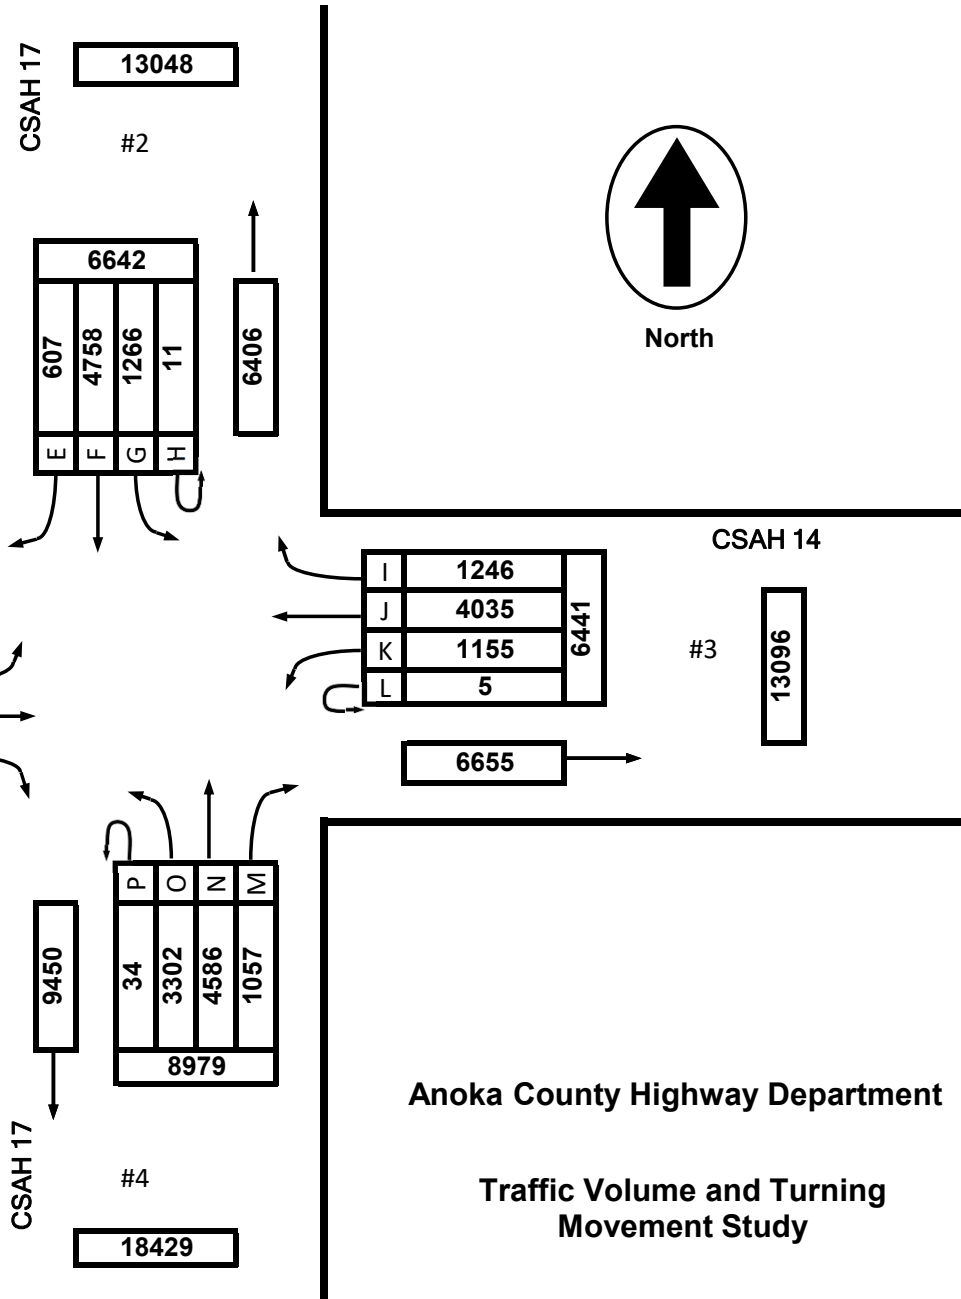 CSAH 17
13048
#2
6642
607
4758
1266
11
E
F
G
H
6406
North
CSAH 14
I 1246
J 4035
K 1155
L 5
6441
#3
13096
6655
P
O
N
M
34
3302
4586
1057
8979
9450
CSAH 17
#4
18429
Anoka County Highway Department
Traffic Volume and Turning
Movement Study